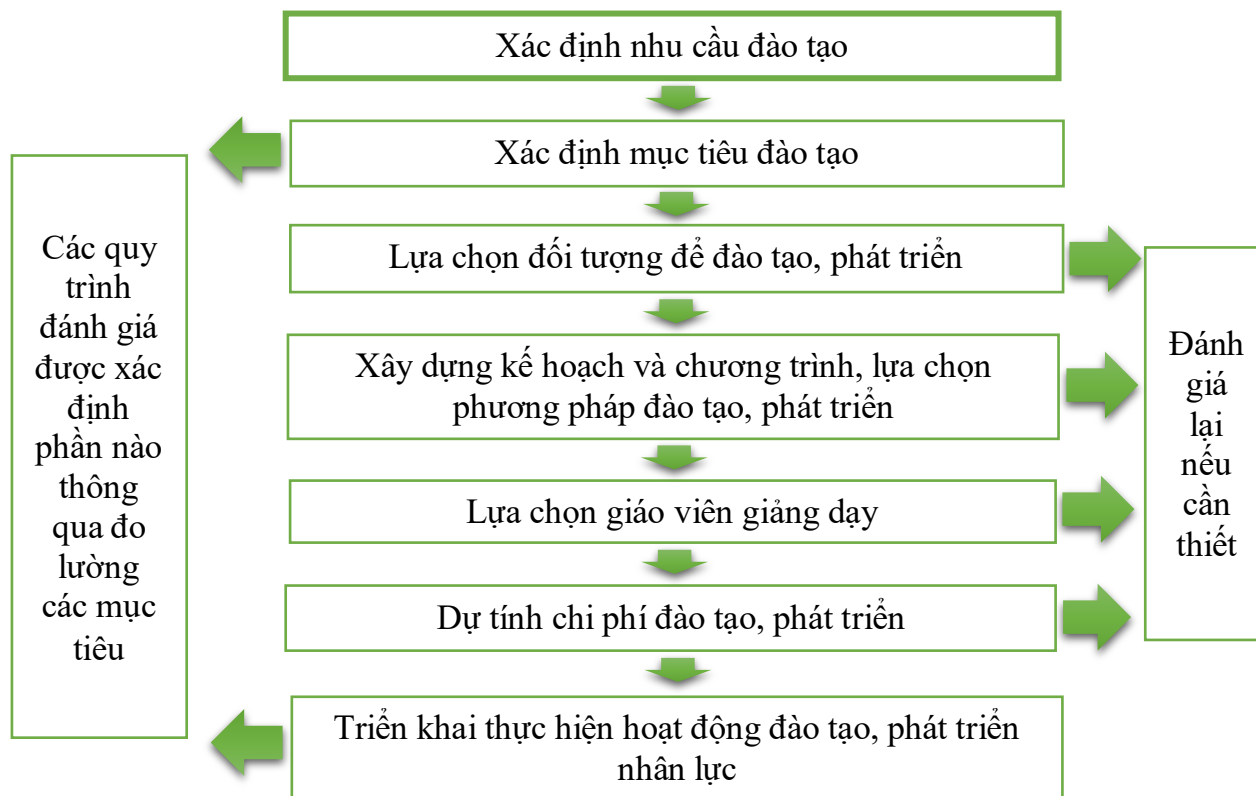 Xác định nhu cầu đào tạo
Xác định mục tiêu đào tạo
Lựa chọn đối tượng để đào tạo, phát triển
Xây dựng kế hoạch và chương trình, lựa chọn
phương pháp đào tạo, phát triển
Lựa chọn giáo viên giảng dạy
Dự tính chi phí đào tạo, phát triển
Triển khai thực hiện hoạt động đào tạo, phát triển
nhân lực
Các quy
trình
đánh giá
được xác
định
phần nào
thông
qua đo
lường
các mục
tiêu
Đánh
giá
lại
nếu
cần
thiết